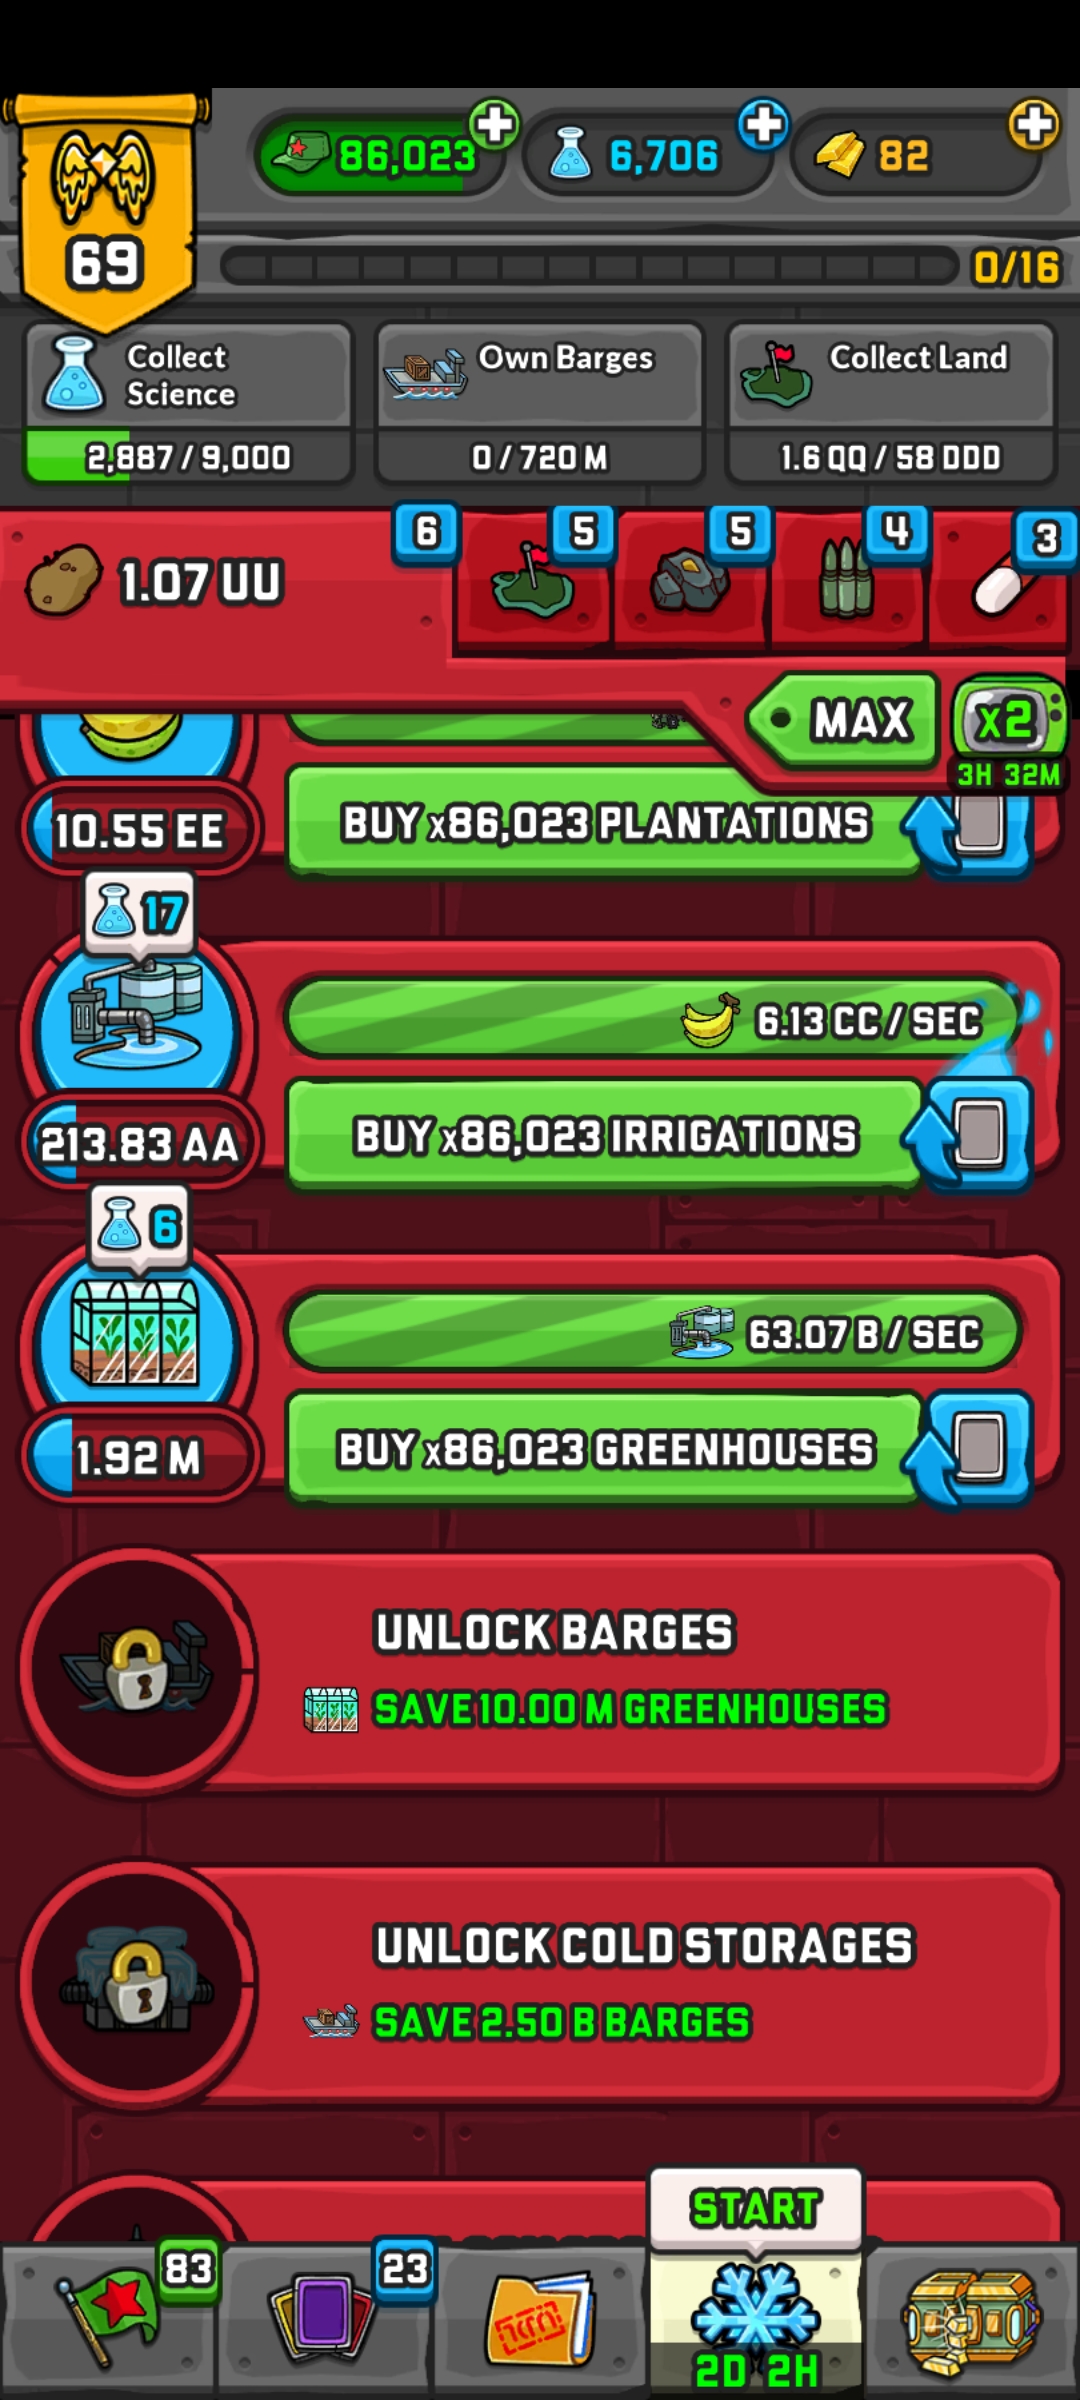 86,023
6,706
82
69
0/16
Collect
Science
2,887 / 9,000
Own Barges
0 / 720 M
Collect Land
1.6 QQ / 58 DDD
1.07 UU
6
5
5
4
3
MAX
x2
3H 32M
10.55 EE
BUY x86,023 PLANTATIONS
17
6.13 CC / SEC
213.83 AA
BUY x86,023 IRRIGATIONS
6
63.07 B / SEC
1.92 M
BUY x86,023 GREENHOUSES
UNLOCK BARGES
SAVE 10.00 M GREENHOUSES
UNLOCK COLD STORAGES
SAVE 2.50 B BARGES
START
83
23
2D 2H